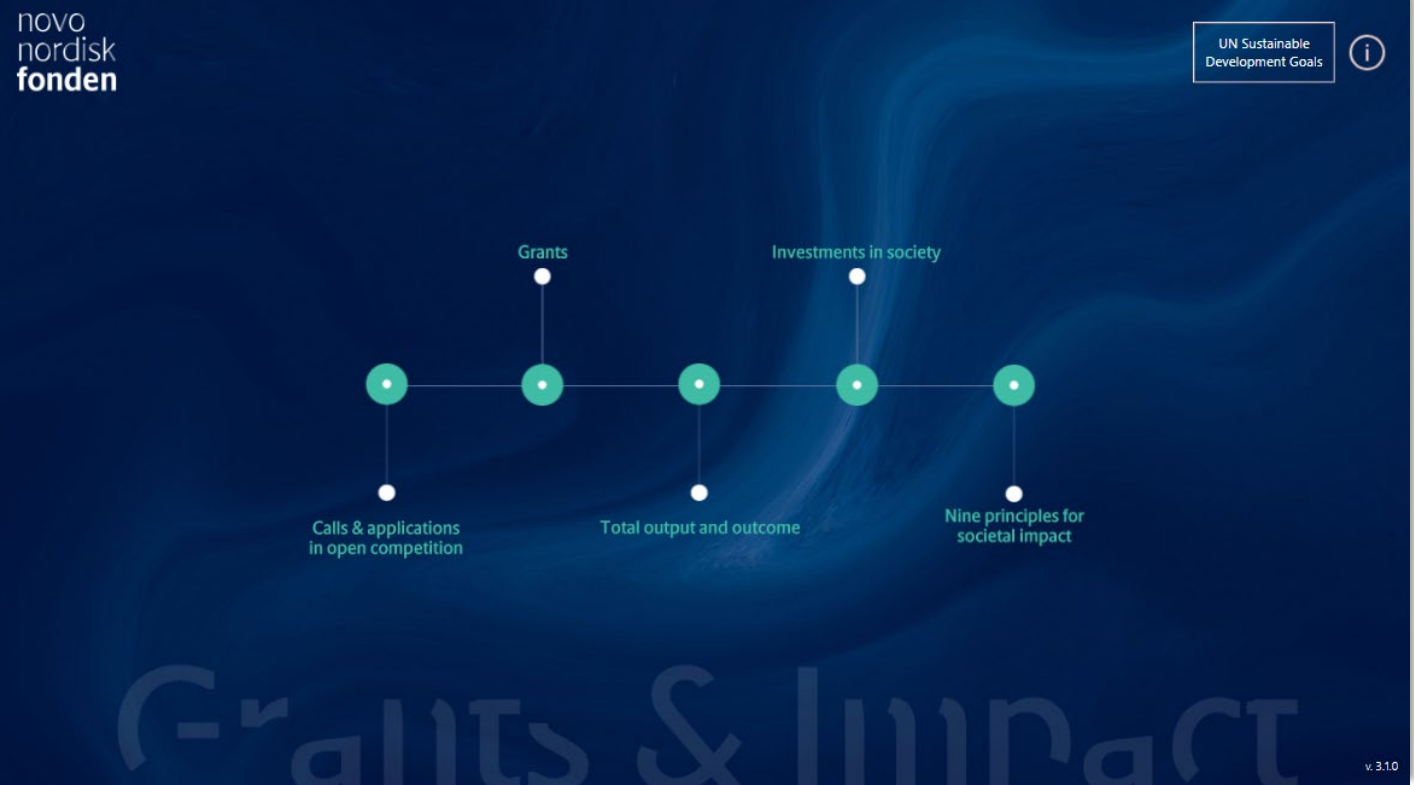 novo
nordisk
fonden
UN Sustainable
Development Goals
i
Grants
Investments in society
Calls & applications
in open competition
Total output and outcome
Nine principles for
societal impact
Grants & Impact
v. 3.1.0